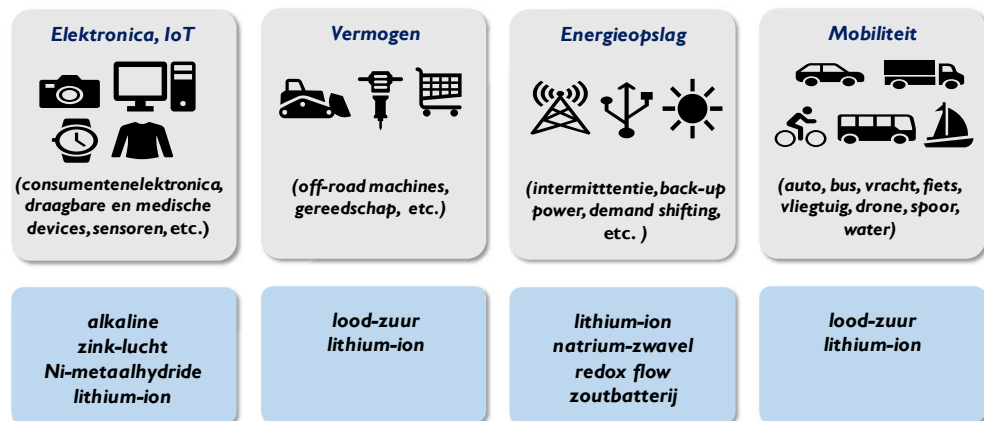 Elektronica, IoT
(consumentenelektronica,
draagbare en medische
devices, sensoren, etc.)
Vermogen
(off-road machines,
gereedschap, etc.)
Energieopslag
(intermitttentie, back-up
power, demand shifting,
etc. )
Mobiliteit
(auto, bus, vracht, fiets,
vliegtuig, drone, spoor,
water)
alkaline
zink-lucht
Ni-metaalhydride
lithium-ion
lood-zuur
lithium-ion
lithium-ion
natrium-zwavel
redox flow
zoutbatterij
lood-zuur
lithium-ion